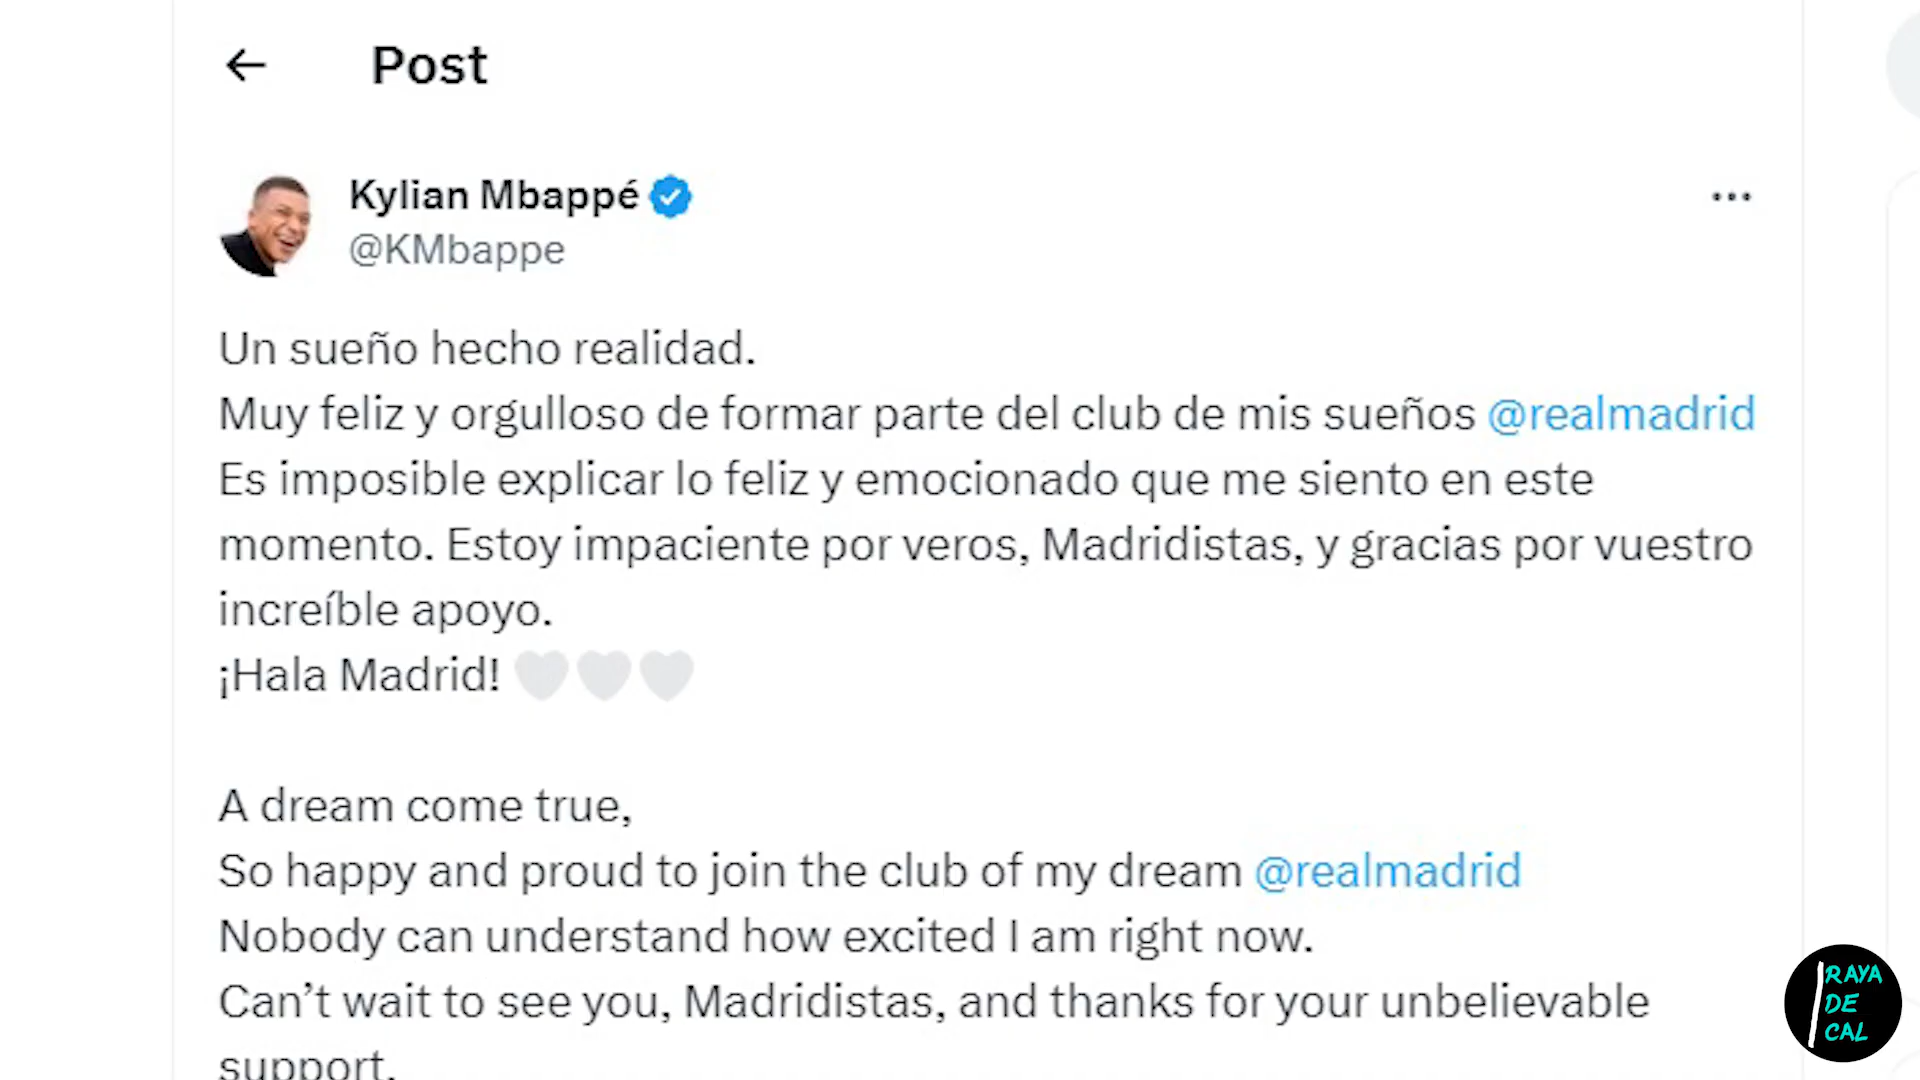 Post
Kylian Mbappé
@KMbappe
Un sueño hecho realidad.
Muy feliz y orgulloso de formar parte del club de mis sueños @realmadrid
Es imposible explicar lo feliz y emocionado que me siento en este
momento. Estoy impaciente por veros, Madridistas, y gracias por vuestro
increíble apoyo.
¡Hala Madrid! 🤍🤍🤍
A dream come true,
So happy and proud to join the club of my dream @realmadrid
Nobody can understand how excited I am right now.
Can’t wait to see you, Madridistas, and thanks for your unbelievable
support.
RAYA
DE
CAL